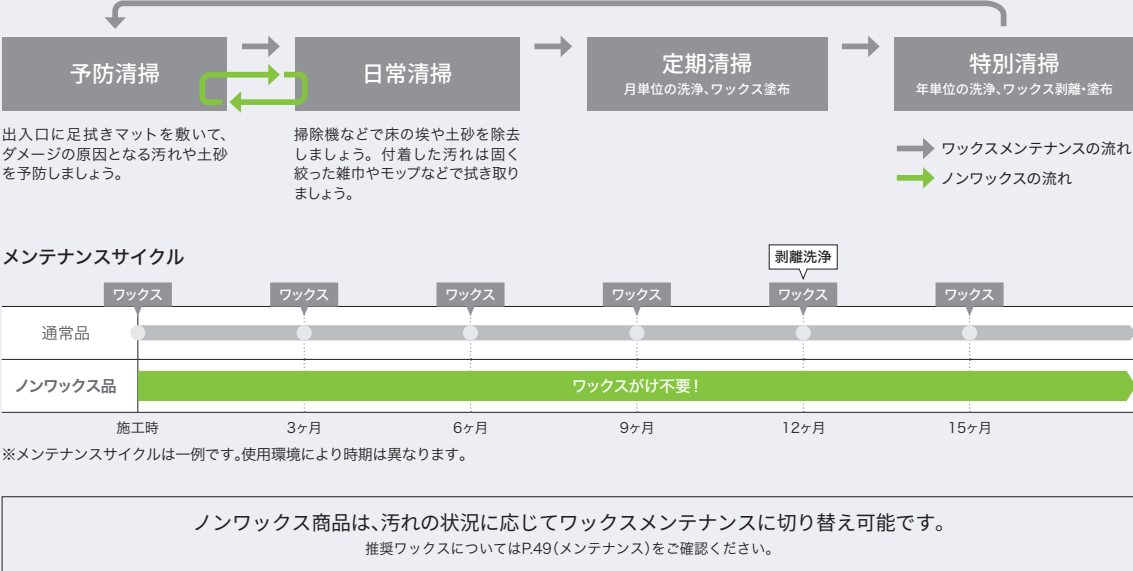 予防清掃
日常清掃
定期清掃
月単位の洗浄、ワックス塗布
特別清掃
年単位の洗浄、ワックス剥離・塗布
出入口に足拭きマットを敷いて、
ダメージの原因となる汚れや土砂
を予防しましょう。
掃除機などで床の埃や土砂を除去
しましょう。付着した汚れは固く
絞った雑巾やモップなどで拭き取り
ましょう。
ワックスメンテナンスの流れ
ノンワックスの流れ
メンテナンスサイクル
剥離洗浄
ワックス
ワックス
ワックス
ワックス
ワックス
ワックス
通常品
ノンワックス品
ワックスがけ不要!
施工時
3ヶ月
6ヶ月
9ヶ月
12ヶ月
15ヶ月
※メンテナンスサイクルは一例です。使用環境により時期は異なります。
ノンワックス商品は、汚れの状況に応じてワックスメンテナンスに切り替え可能です。
推奨ワックスについてはP.49(メンテナンス)をご確認ください。